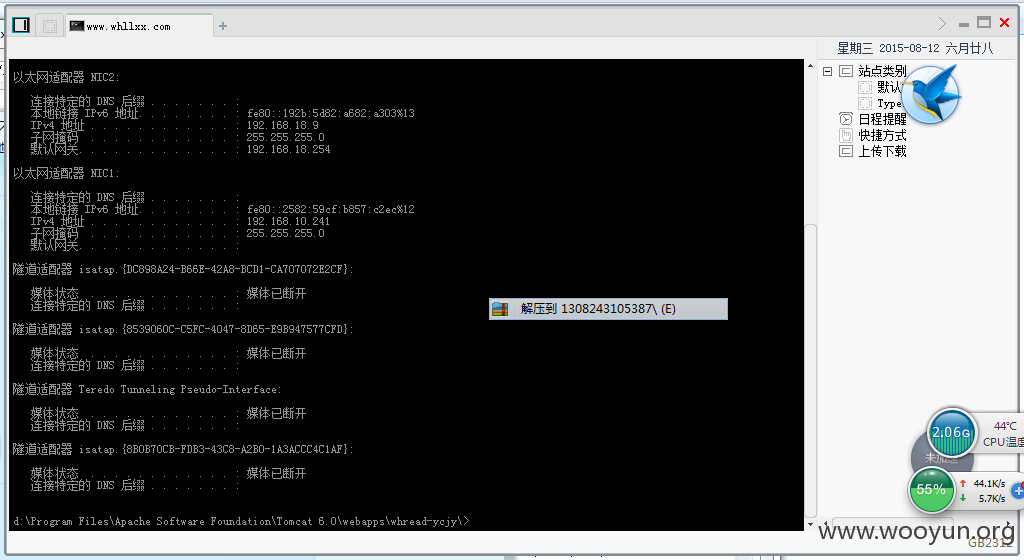 www.whllxx.com
星期三 2015-08-12 六月廿八
以太网适配器 NIC2:
连接特定的 DNS 后缀 . . . . . . . :
本地链接 IPv6 地址. . . . . . . . : fe80::192b:5d82:a682:a303%13
IPv4 地址 . . . . . . . . . . . . : 192.168.18.9
子网掩码 . . . . . . . . . . . . : 255.255.255.0
默认网关. . . . . . . . . . . . . : 192.168.18.254
以太网适配器 NIC1:
连接特定的 DNS 后缀 . . . . . . . :
本地链接 IPv6 地址. . . . . . . . : fe80::2582:59cf:b857:c2ec%12
IPv4 地址 . . . . . . . . . . . . : 192.168.10.241
子网掩码 . . . . . . . . . . . . : 255.255.255.0
默认网关. . . . . . . . . . . . . :
隧道适配器 isatap.{DC898A24-B66E-42A8-BCD1-CA707072E2CF}:
媒体状态 . . . . . . . . . . . . : 媒体已断开
连接特定的 DNS 后缀 . . . . . . . :
隧道适配器 isatap.{8539060C-C5FC-4047-8D65-E9B947577CFD}:
媒体状态 . . . . . . . . . . . . : 媒体已断开
连接特定的 DNS 后缀 . . . . . . . :
隧道适配器 Teredo Tunneling Pseudo-Interface:
媒体状态 . . . . . . . . . . . . : 媒体已断开
连接特定的 DNS 后缀 . . . . . . . :
隧道适配器 isatap.{8B0B70CB-FDB3-43C8-A2B0-1A3ACCC4C1AF}:
媒体状态 . . . . . . . . . . . . : 媒体已断开
连接特定的 DNS 后缀 . . . . . . . :
d:\Program Files\Apache Software Foundation\Tomcat 6.0\webapps\whread-ycjy\>
解压到 1308243105387\ (E)
站点类别
默认
Type
日程提醒
快捷方式
上传下载
2.06G
44℃
CPU温度
未加速
55%
44.1K/s
5.7K/s
www.wooyun.org
GB2312